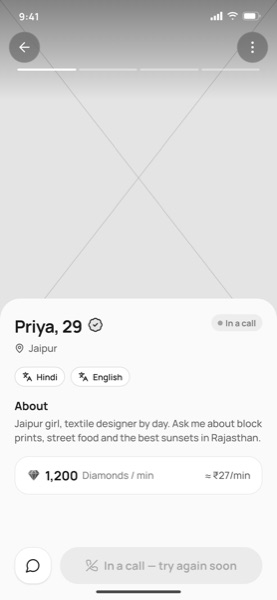 9:41
Priya, 29
In a call
Jaipur
Hindi
English
About
Jaipur girl, textile designer by day. Ask me about block
prints, street food and the best sunsets in Rajasthan.
1,200 Diamonds / min
≈ ₹27/min
In a call — try again soon